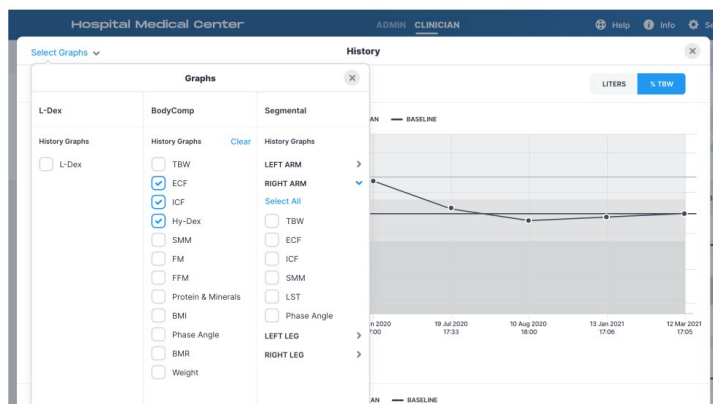 Hospital Medical Center
ADMIN CLINICIAN
Help
Info
Select Graphs
History
Graphs
LITERS
% TBW
L-Dex
BodyComp
Segmental
BASELINE
History Graphs
History Graphs
Clear
History Graphs
L-Dex
TBW
ECF
ICF
Hy-Dex
SMM
FM
FFM
Protein & Minerals
BMI
Phase Angle
BMR
Weight
LEFT ARM
RIGHT ARM
Select All
TBW
ECF
ICF
SMM
LST
Phase Angle
LEFT LEG
RIGHT LEG
2020
19 Jul 2020
17:33
10 Aug 2020
18:00
13 Jan 2021
17:06
12 Mar 2021
17:05
BASELINE